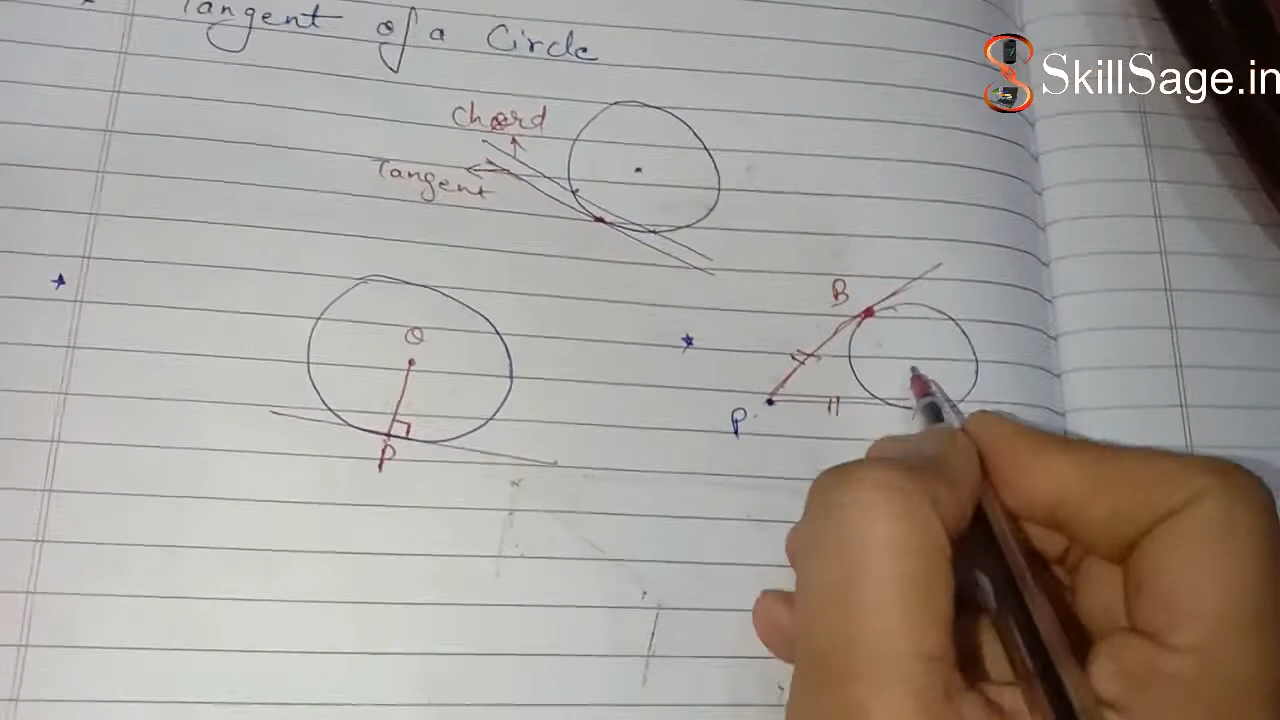 Tangent of a Circle
SkillSage.in
Chord
Tangent
O
P
B
P